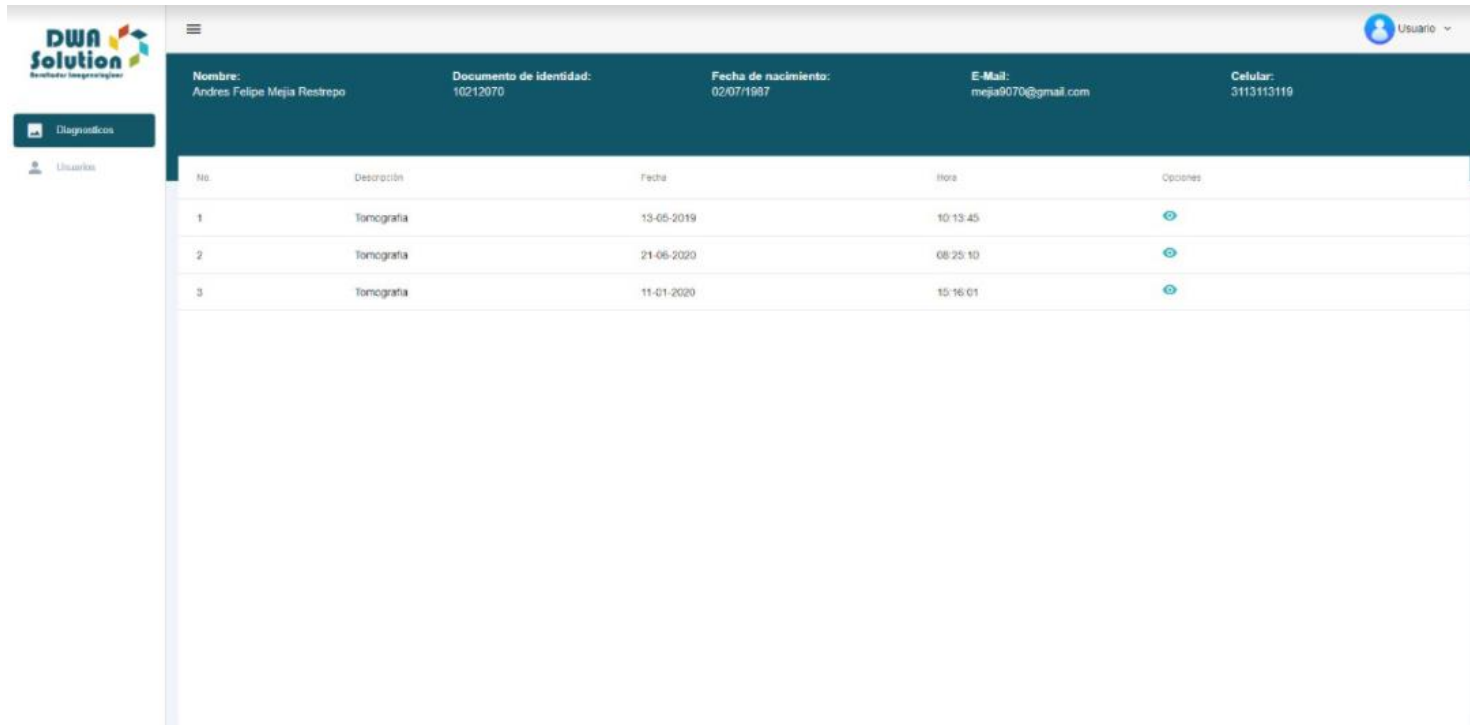 DWA
Solution
Resultados Imagenologicos
Usuario
Nombre:
Andres Felipe Mejia Restrepo
Documento de identidad:
10212070
Fecha de nacimiento:
02/07/1987
E-Mail:
mejia9070@gmail.com
Celular:
3113113119
Diagnosticos
Usuarios
No. Descripción Fecha Hora Opciones
1 Tomografia 13-05-2019 10:13:45
2 Tomografia 21-06-2020 08:25:10
3 Tomografia 11-01-2020 15:16:01